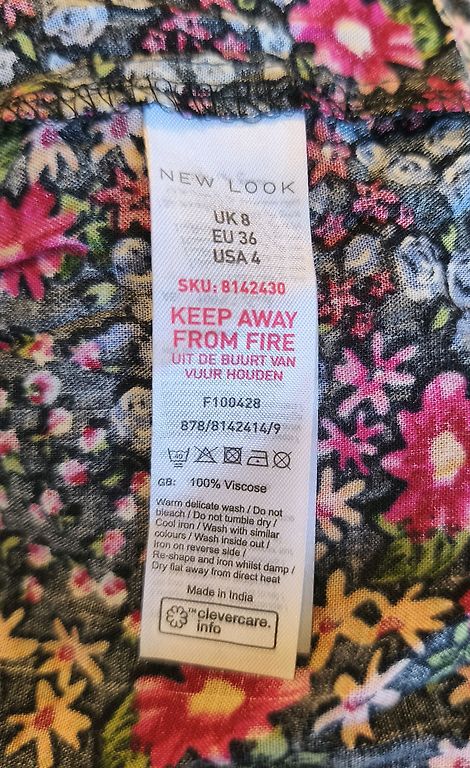 NEW LOOK
UK 8
EU 36
USA 4
SKU: 8142430
KEEP AWAY
FROM FIRE
UIT DE BUURT VAN
VUUR HOUDEN
F100428
878/8142414/9
40
GB: 100% Viscose
Warm delicate wash / Do not
bleach / Do not tumble dry /
Cool iron / Wash with similar
colours / Wash inside out /
Iron on reverse side /
Re-shape and iron whilst damp /
Dry flat away from direct heat
Made in India
™clevercare.
info